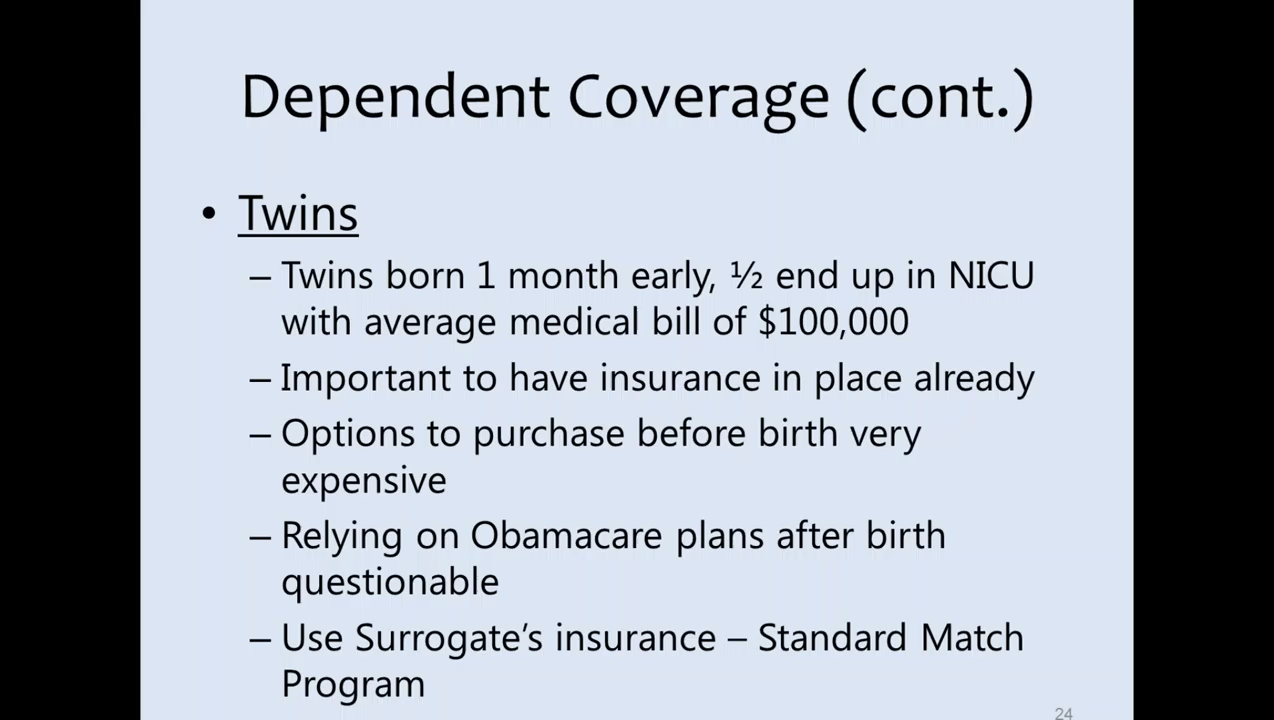 Dependent Coverage (cont.)
• Twins
– Twins born 1 month early, ½ end up in NICU
with average medical bill of $100,000
– Important to have insurance in place already
– Options to purchase before birth very
expensive
– Relying on Obamacare plans after birth
questionable
– Use Surrogate’s insurance – Standard Match
Program
24